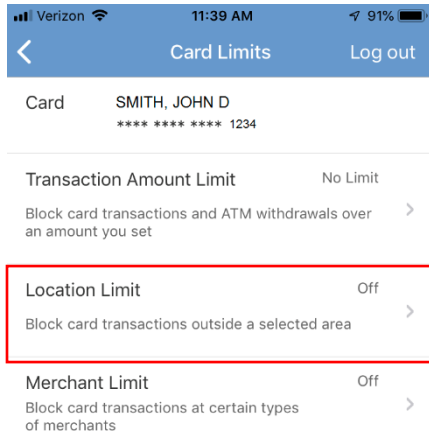 Verizon 11:39 AM 91%
Card Limits Log out
Card SMITH, JOHN D
**** **** **** 1234
Transaction Amount Limit No Limit
Block card transactions and ATM withdrawals over
an amount you set
Location Limit Off
Block card transactions outside a selected area
Merchant Limit Off
Block card transactions at certain types
of merchants